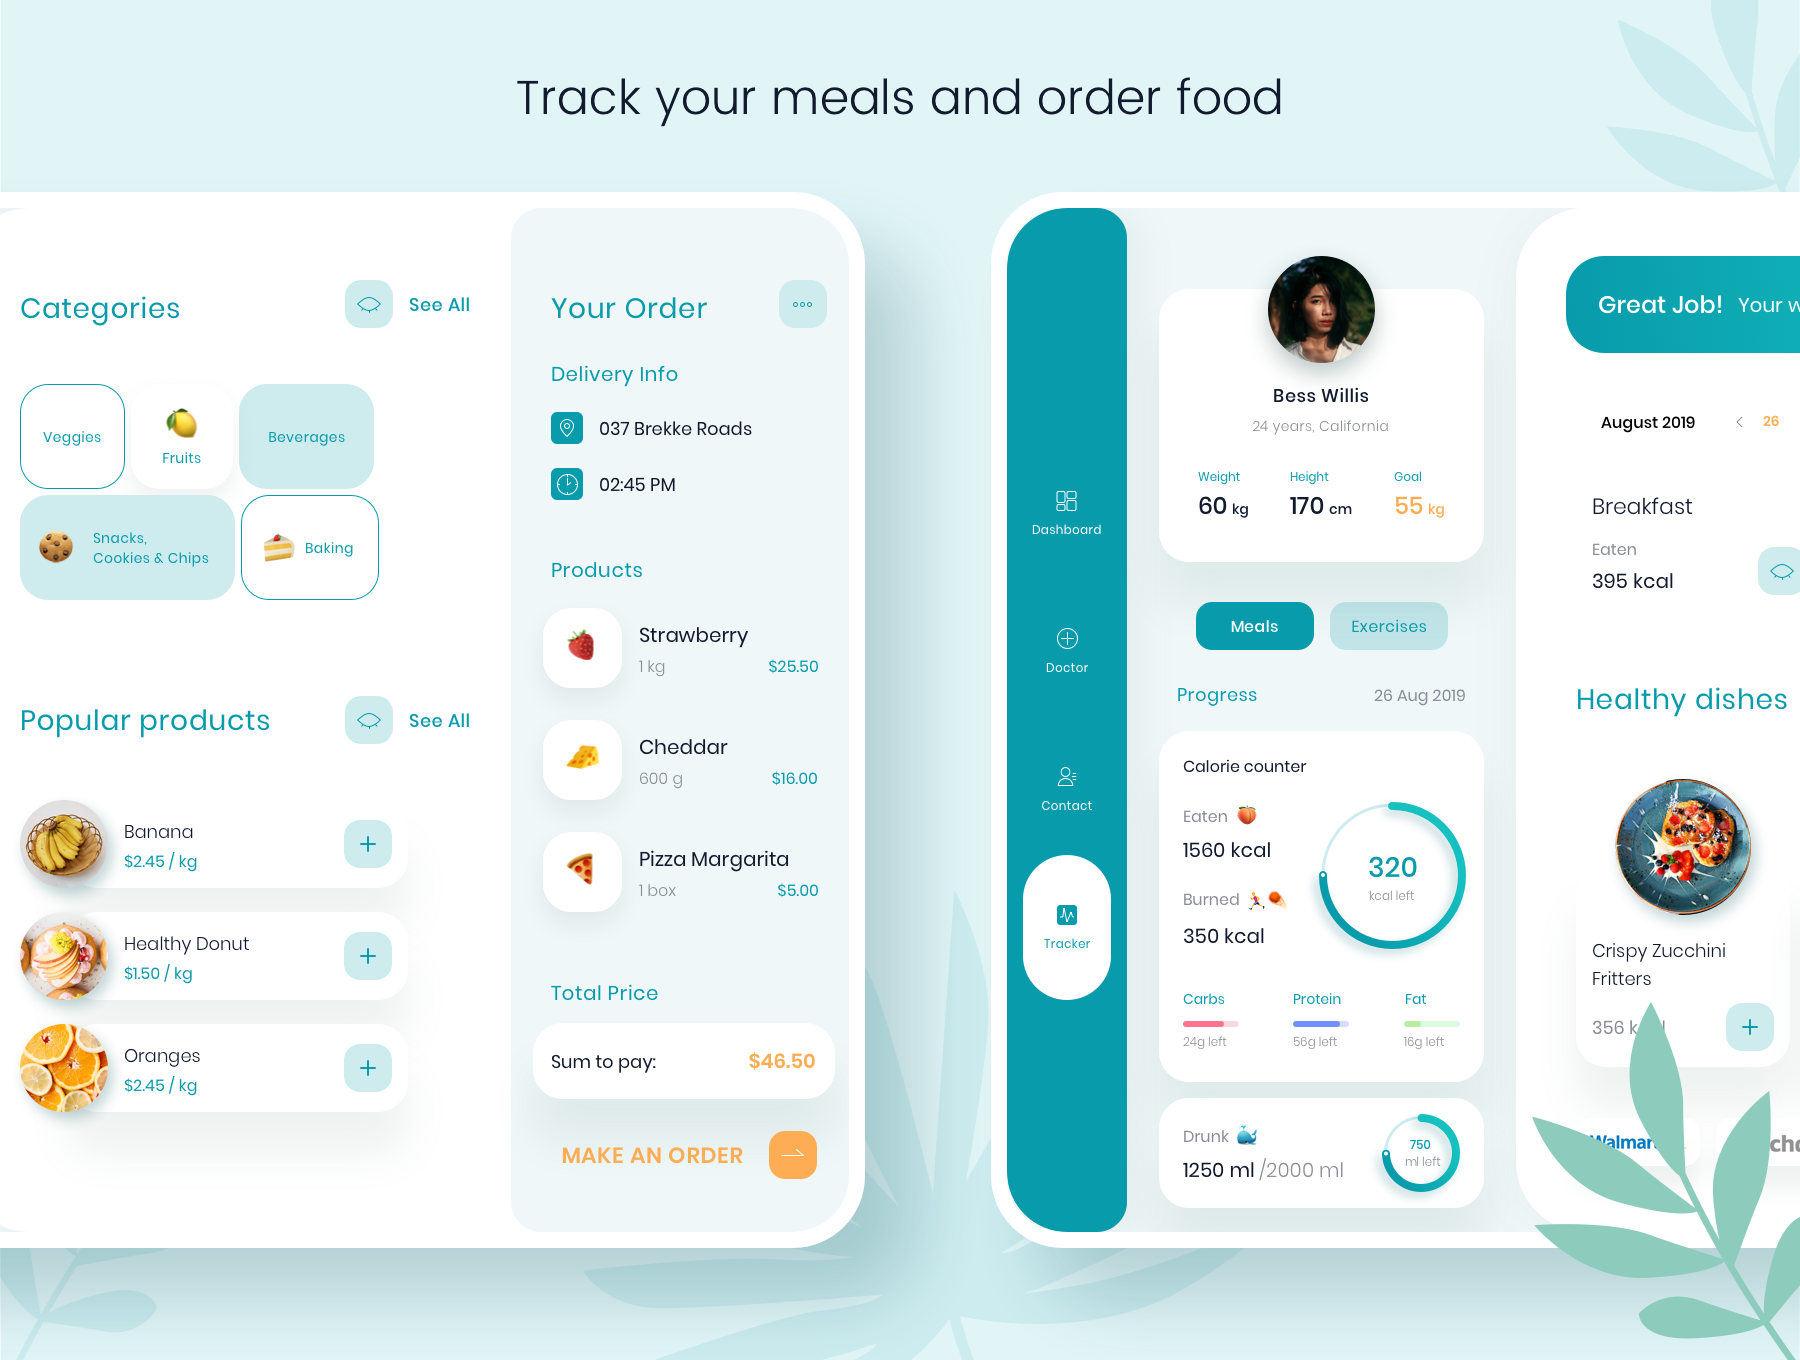 Track your meals and order food
Categories
See All
Veggies
Fruits
Beverages
Snacks,
Cookies & Chips
Baking
Popular products
See All
Banana
$2.45 / kg
Healthy Donut
$1.50 / kg
Oranges
$2.45 / kg
Your Order
Delivery Info
037 Brekke Roads
02:45 PM
Products
Strawberry
1 kg
$25.50
Cheddar
600 g
$16.00
Pizza Margarita
1 box
$5.00
Total Price
Sum to pay:
$46.50
MAKE AN ORDER
Dashboard
Doctor
Contact
Tracker
Bess Willis
24 years, California
Weight
60 kg
Height
170 cm
Goal
55 kg
Meals
Exercises
Progress
26 Aug 2019
Calorie counter
Eaten
1560 kcal
Burned
350 kcal
320
kcal left
Carbs
24g left
Protein
56g left
Fat
16g left
Drunk
1250 ml /2000 ml
750
ml left
Great Job! Your
August 2019
26
Breakfast
Eaten
395 kcal
Healthy dishes
Crispy Zucchini
Fritters
356